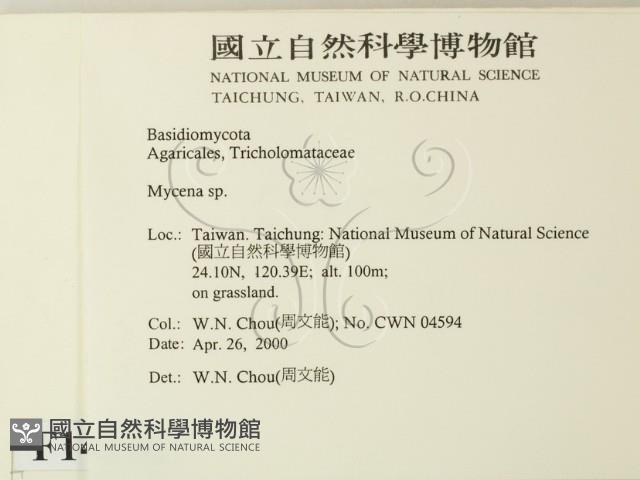 國立自然科學博物館
NATIONAL MUSEUM OF NATURAL SCIENCE
TAICHUNG, TAIWAN, R.O.CHINA
Basidiomycota
Agaricales, Tricholomataceae
Mycena sp.
Loc.: Taiwan. Taichung: National Museum of Natural Science
(國立自然科學博物館)
24.10N, 120.39E; alt. 100m;
on grassland.
Col.: W.N. Chou(周文能); No. CWN 04594
Date: Apr. 26, 2000
Det.: W.N. Chou(周文能)
國立自然科學博物館
NATIONAL MUSEUM OF NATURAL SCIENCE